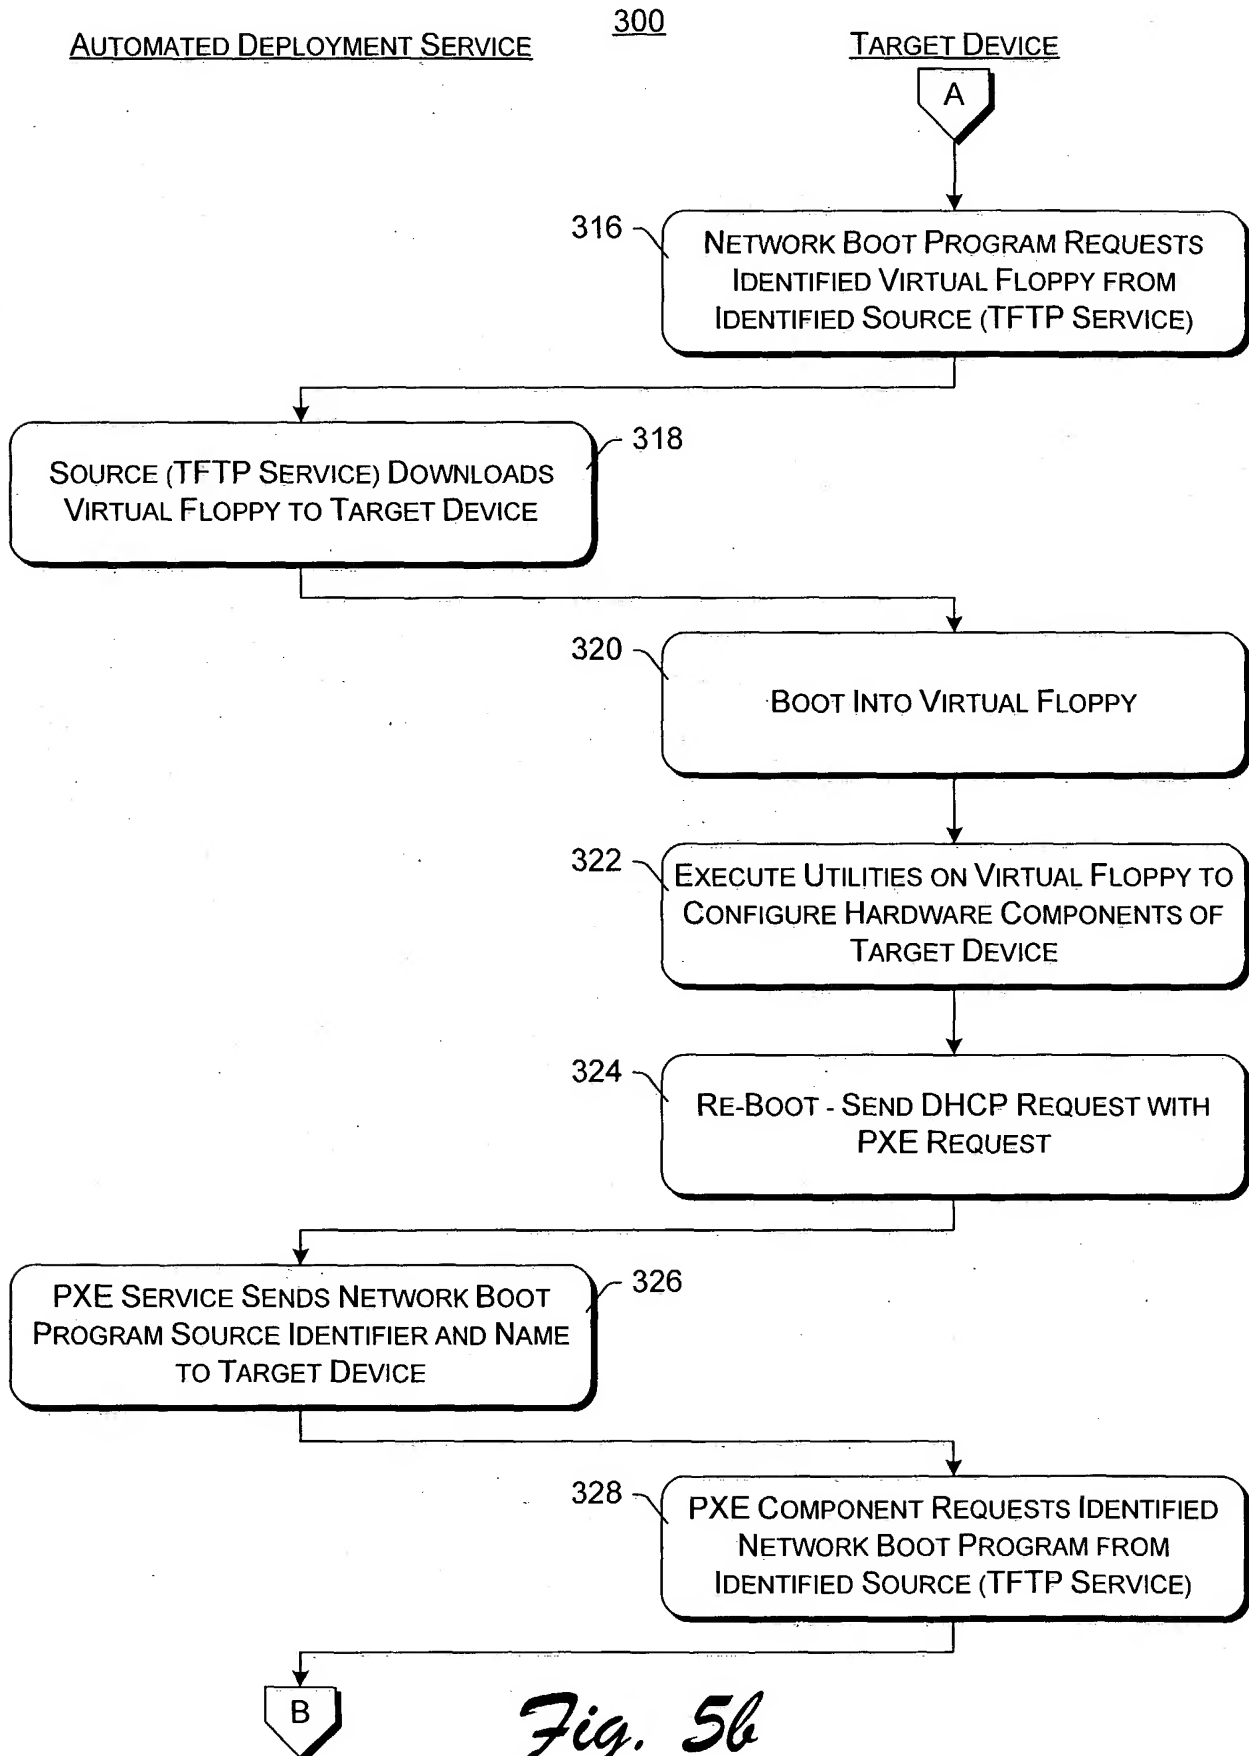 300
AUTOMATED DEPLOYMENT SERVICE
TARGET DEVICE
A
316
NETWORK BOOT PROGRAM REQUESTS
IDENTIFIED VIRTUAL FLOPPY FROM
IDENTIFIED SOURCE (TFTP SERVICE)
318
SOURCE (TFTP SERVICE) DOWNLOADS
VIRTUAL FLOPPY TO TARGET DEVICE
320
BOOT INTO VIRTUAL FLOPPY
322
EXECUTE UTILITIES ON VIRTUAL FLOPPY TO
CONFIGURE HARDWARE COMPONENTS OF
TARGET DEVICE
324
RE-BOOT - SEND DHCP REQUEST WITH
PXE REQUEST
326
PXE SERVICE SENDS NETWORK BOOT
PROGRAM SOURCE IDENTIFIER AND NAME
TO TARGET DEVICE
328
PXE COMPONENT REQUESTS IDENTIFIED
NETWORK BOOT PROGRAM FROM
IDENTIFIED SOURCE (TFTP SERVICE)
B
Fig. 5b